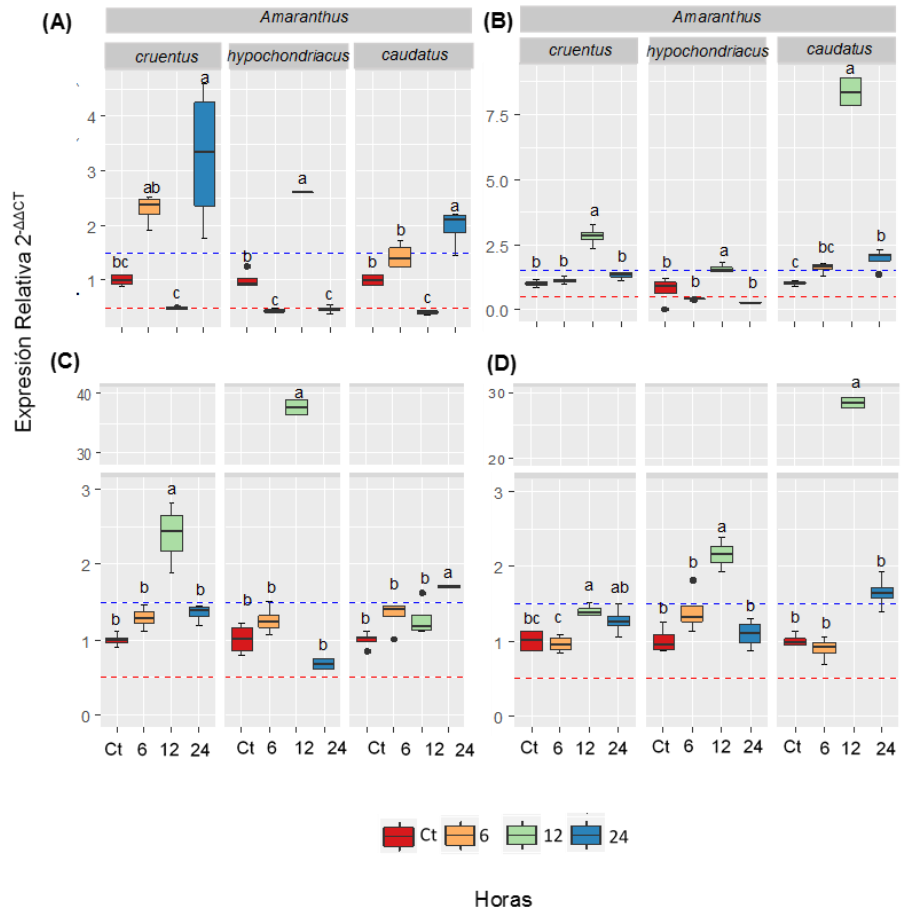 (A)
Amaranthus
cruentus hypochondriacus caudatus
a
ab
a
a
b
bc
b
b
c
c
c
c
4
3
2
1
(B)
Amaranthus
cruentus hypochondriacus caudatus
a
a
a
bc
b
b
b
b
b
b
b
c
7.5
5.0
2.5
0.0
Expresión Relativa 2-ΔΔCT
(C)
a
40
30
3
2
1
0
a
b
b
b
b
b
b
b
b
b
a
Ct 6 12 24 Ct 6 12 24 Ct 6 12 24
(D)
a
30
20
3
2
1
0
bc
c
a
ab
b
b
a
b
b
b
b
Ct 6 12 24 Ct 6 12 24 Ct 6 12 24
Ct 6 12 24
Horas